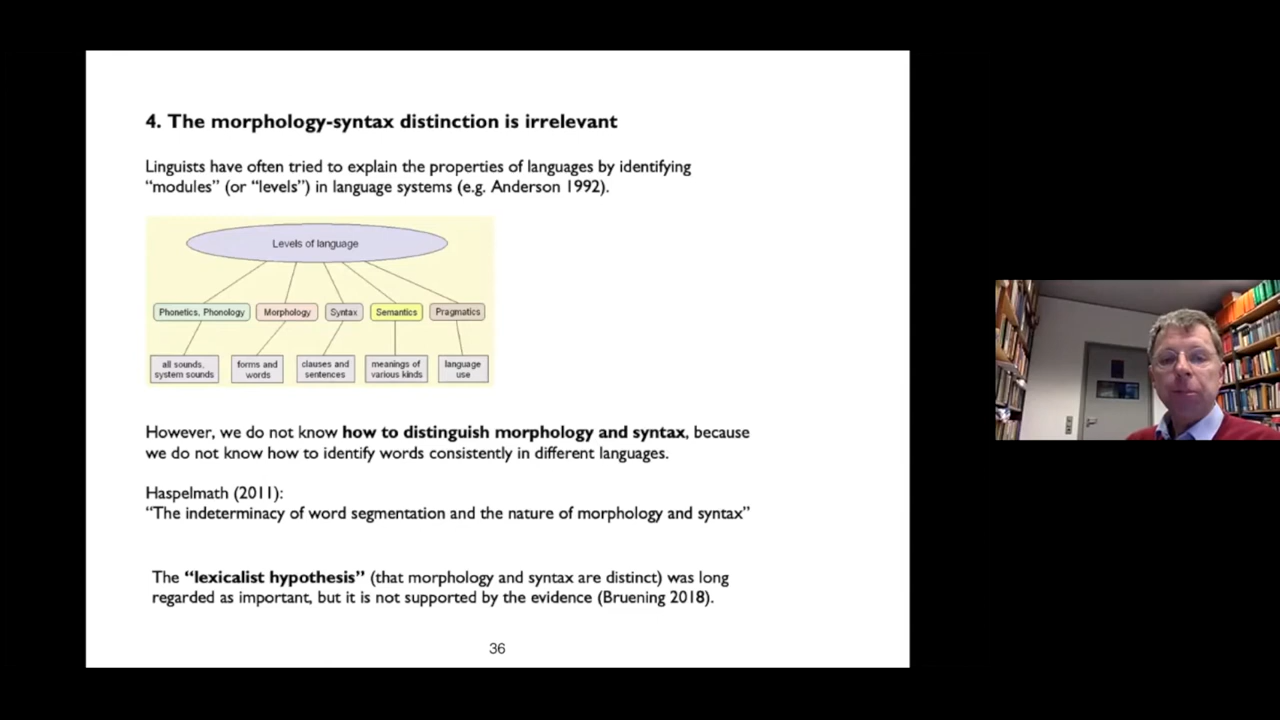 4. The morphology-syntax distinction is irrelevant
Linguists have often tried to explain the properties of languages by identifying
“modules” (or “levels”) in language systems (e.g. Anderson 1992).
Levels of language
Phonetics, Phonology
Morphology
Syntax
Semantics
Pragmatics
all sounds,
system sounds
forms and
words
clauses and
sentences
meanings of
various kinds
language
use
However, we do not know how to distinguish morphology and syntax, because
we do not know how to identify words consistently in different languages.
Haspelmath (2011):
“The indeterminacy of word segmentation and the nature of morphology and syntax”
The “lexicalist hypothesis” (that morphology and syntax are distinct) was long
regarded as important, but it is not supported by the evidence (Bruening 2018).
36